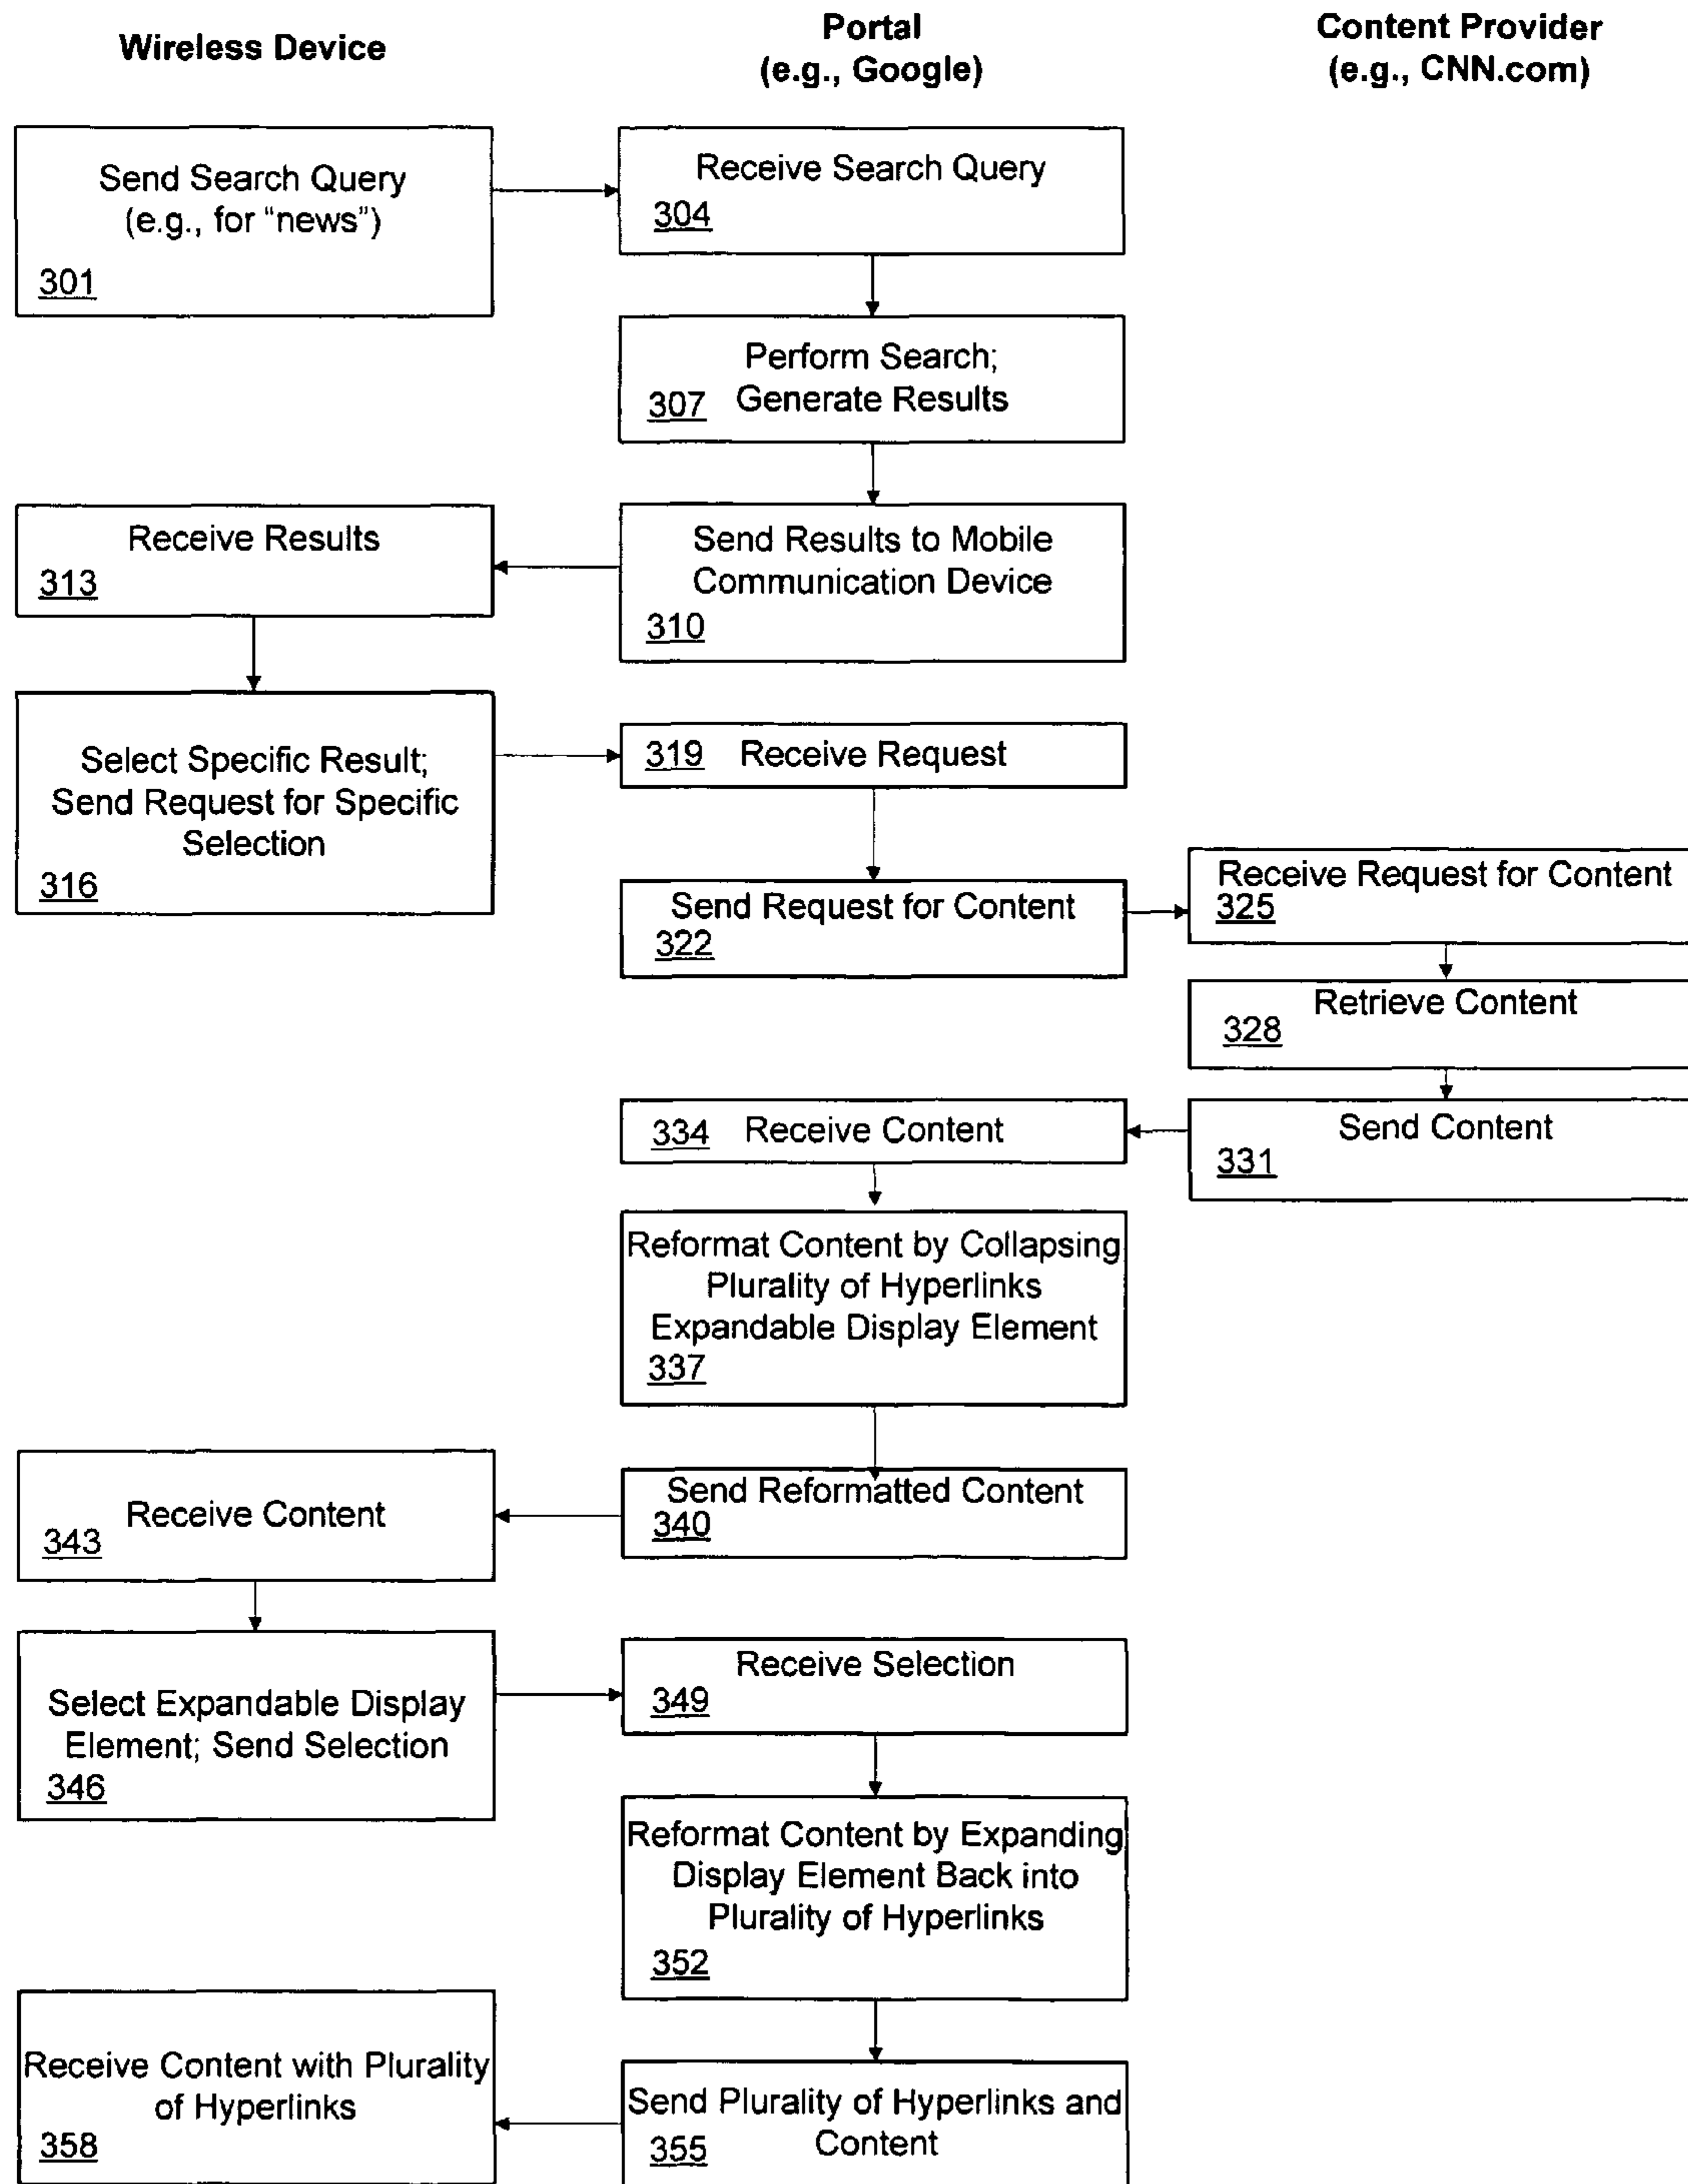 Wireless Device
Portal
(e.g., Google)
Content Provider
(e.g., CNN.com)
Send Search Query
(e.g., for "news")
301
Receive Search Query
304
Perform Search;
307 Generate Results
Receive Results
313
Send Results to Mobile
Communication Device
310
Select Specific Result;
Send Request for Specific
Selection
316
319 Receive Request
Send Request for Content
322
Receive Request for Content
325
Retrieve Content
328
Send Content
331
334 Receive Content
Reformat Content by Collapsing
Plurality of Hyperlinks
Expandable Display Element
337
Send Reformatted Content
340
Receive Content
343
Select Expandable Display
Element; Send Selection
346
Receive Selection
349
Reformat Content by Expanding
Display Element Back into
Plurality of Hyperlinks
352
Receive Content with Plurality
of Hyperlinks
358
Send Plurality of Hyperlinks and
355 Content